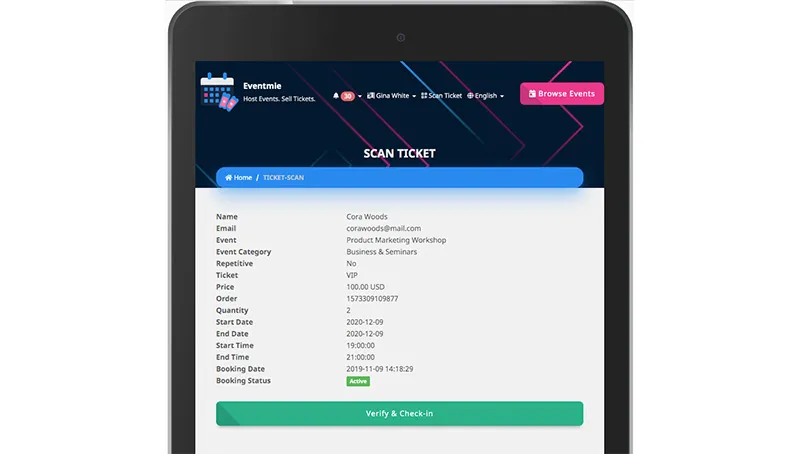 Eventmie
Host Events. Sell Tickets.
30
Gina White
Scan Ticket
English
Browse Events
SCAN TICKET
Home / TICKET-SCAN
Name Cora Woods
Email corawoods@mail.com
Event Product Marketing Workshop
Event Category Business & Seminars
Repetitive No
Ticket VIP
Price 100.00 USD
Order 1573309109877
Quantity 2
Start Date 2020-12-09
End Date 2020-12-09
Start Time 19:00:00
End Time 21:00:00
Booking Date 2019-11-09 14:18:29
Booking Status Active
Verify & Check-in